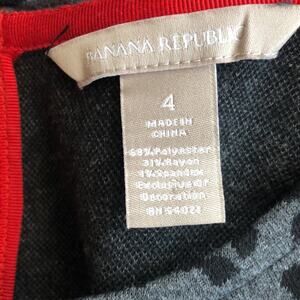 BANANA REPUBLIC
4
MADE IN
CHINA
68% Polyester
31% Rayon
1% Spandex
Exclusive Of
Decoration
RN 54023